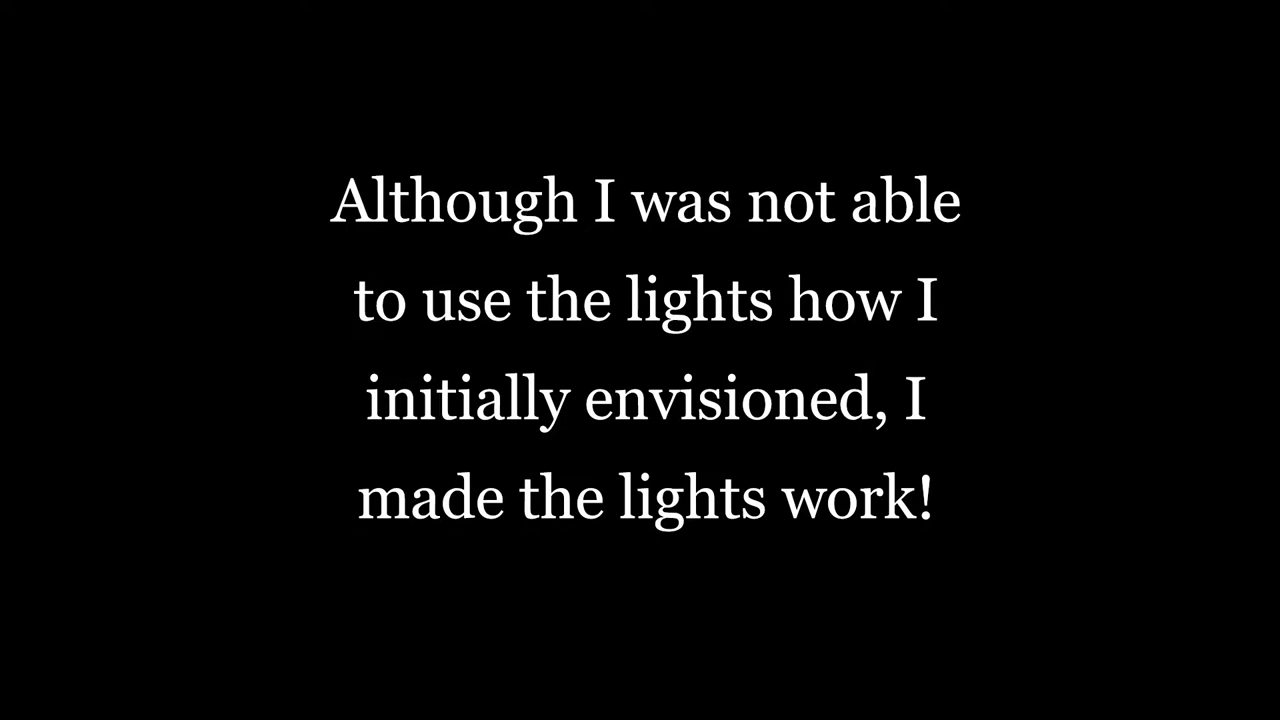 Although I was not able
to use the lights how I
initially envisioned, I
made the lights work!